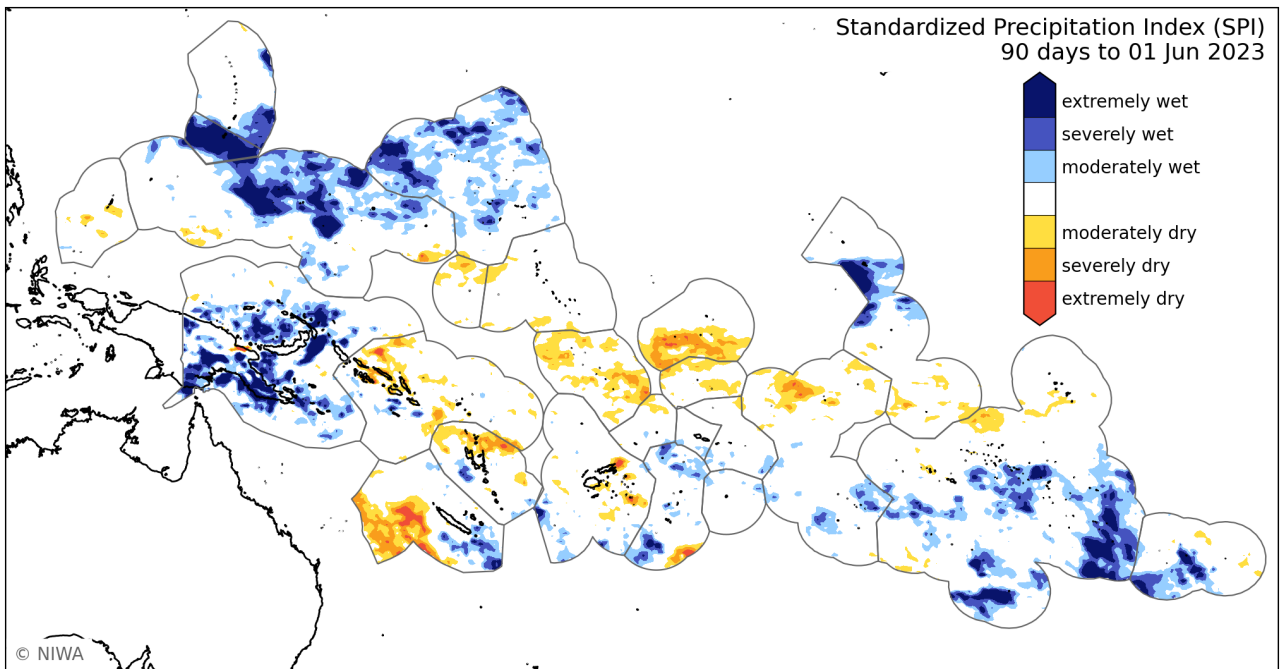 Standardized Precipitation Index (SPI)
90 days to 01 Jun 2023
extremely wet
severely wet
moderately wet
moderately dry
severely dry
extremely dry
© NIWA